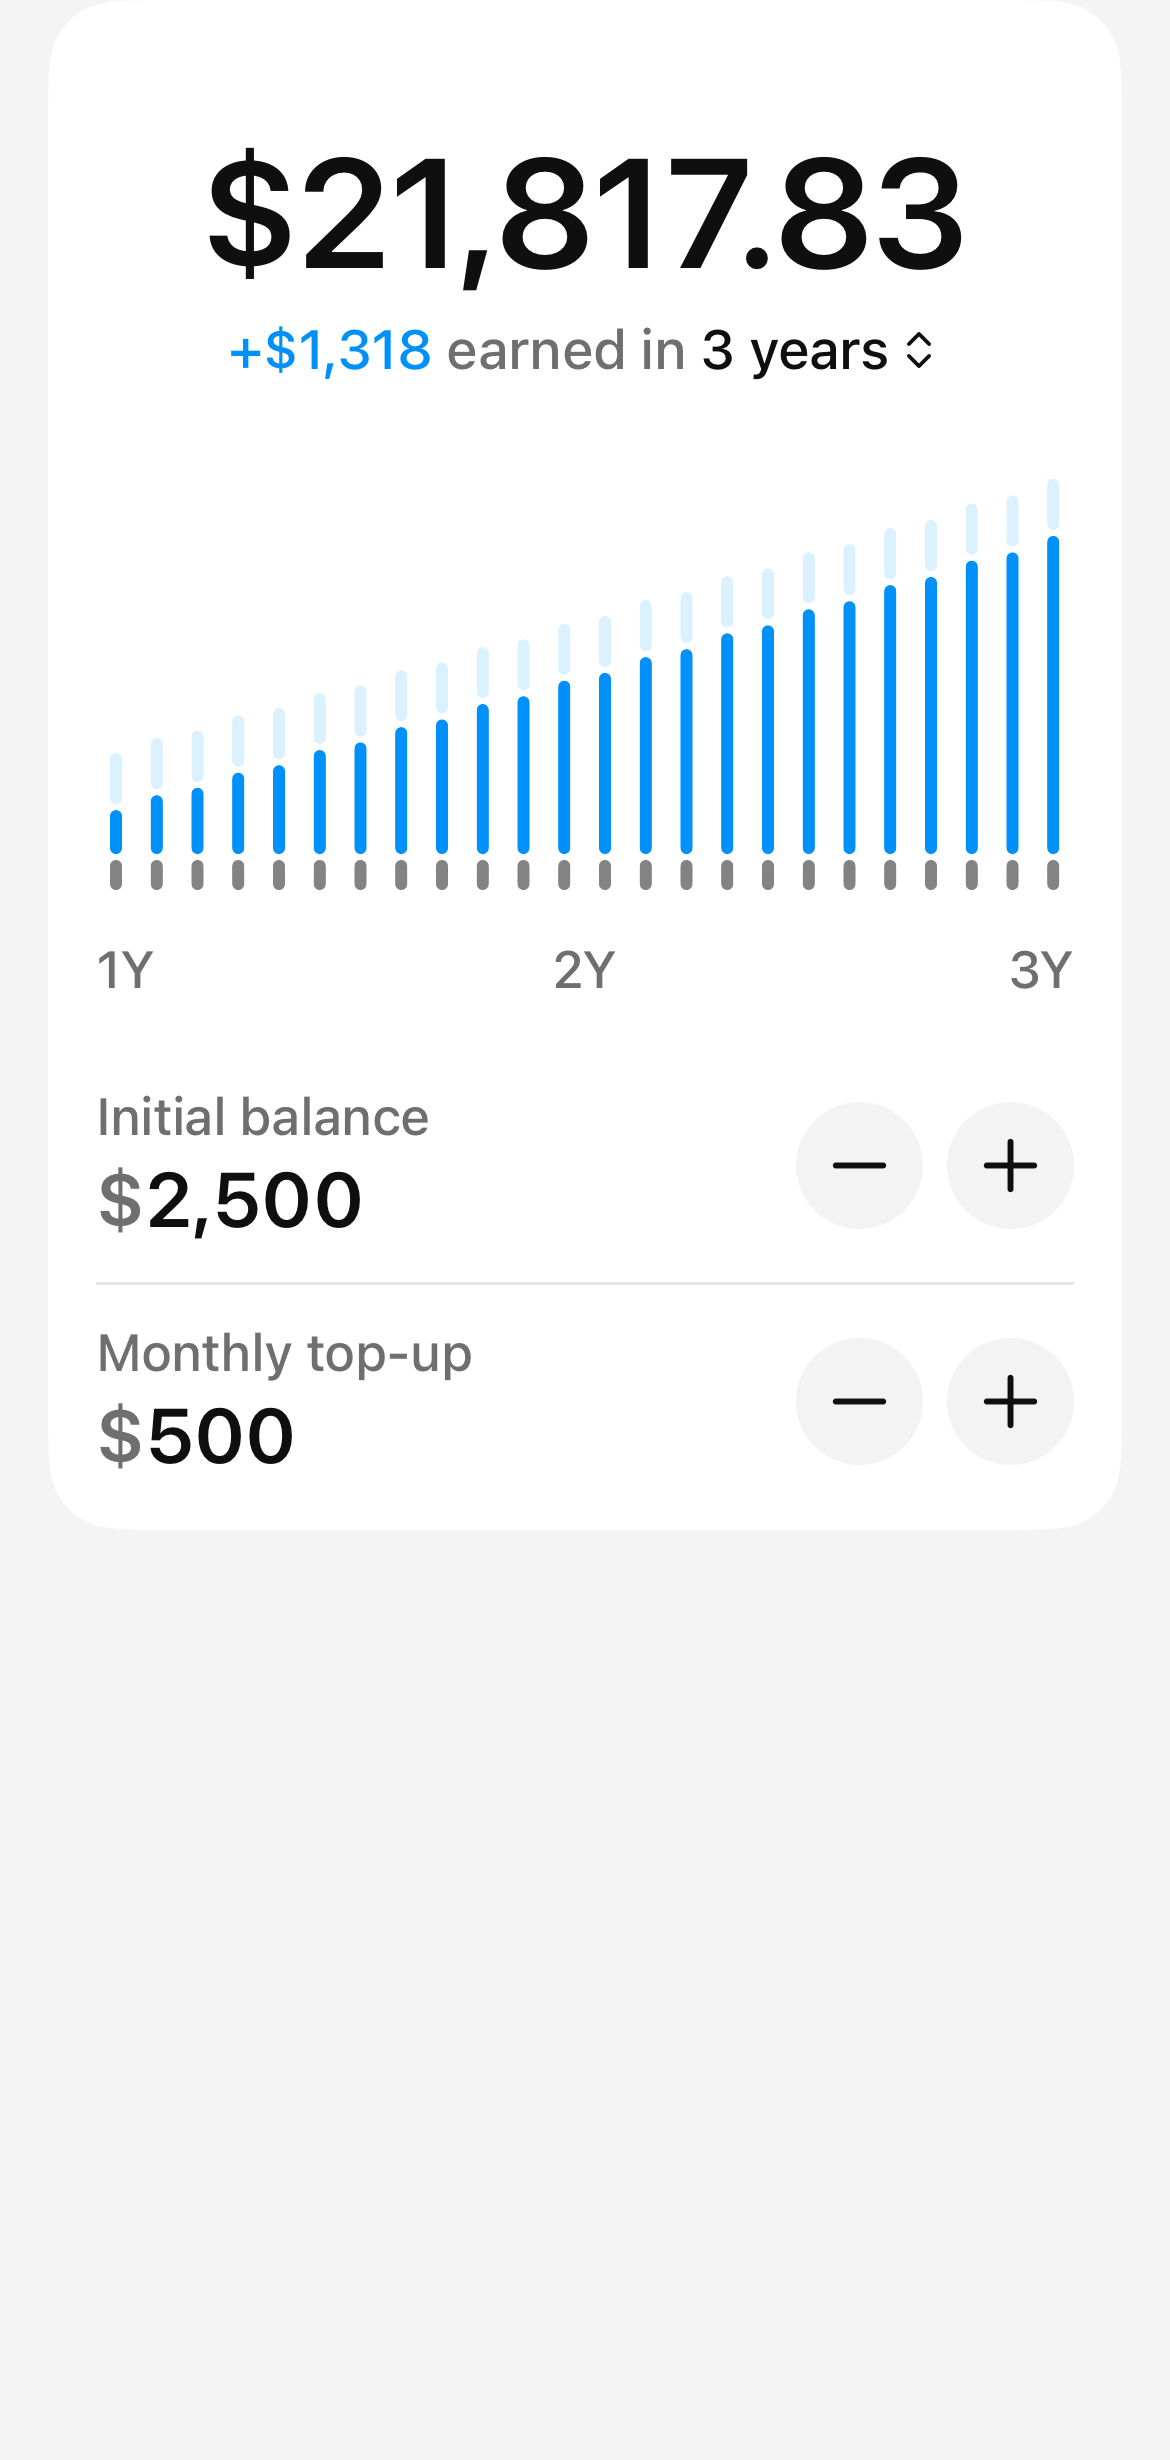 $21,817.83
+$1,318 earned in 3 years
1Y 2Y 3Y
Initial balance
$2,500
Monthly top-up
$500